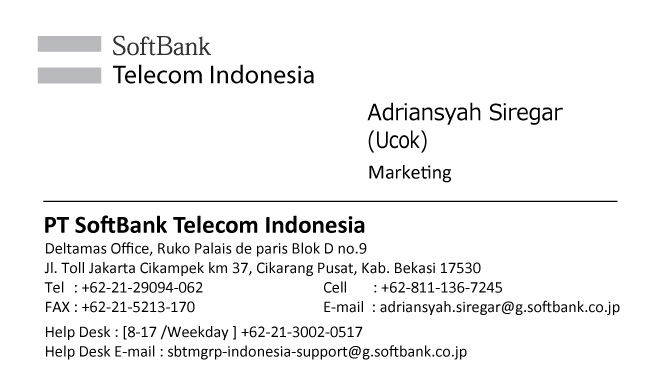 SoftBank
Telecom Indonesia
Adriansyah Siregar
(Ucok)
Marketing
PT SoftBank Telecom Indonesia
Deltamas Office, Ruko Palais de paris Blok D no.9
Jl. Toll Jakarta Cikampek km 37, Cikarang Pusat, Kab. Bekasi 17530
Tel : +62-21-29094-062 Cell : +62-811-136-7245
FAX : +62-21-5213-170 E-mail : adriansyah.siregar@g.softbank.co.jp
Help Desk : [8-17 /Weekday ] +62-21-3002-0517
Help Desk E-mail : sbtmgrp-indonesia-support@g.softbank.co.jp